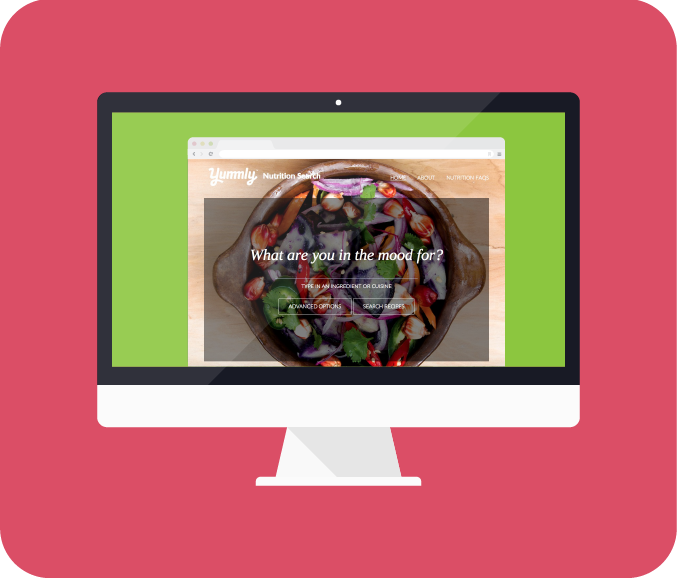 Yummly Nutrition Search
HOME ABOUT NUTRITION FAQS
What are you in the mood for?
TYPE IN AN INGREDIENT OR CUISINE
ADVANCED OPTIONS SEARCH RECIPES